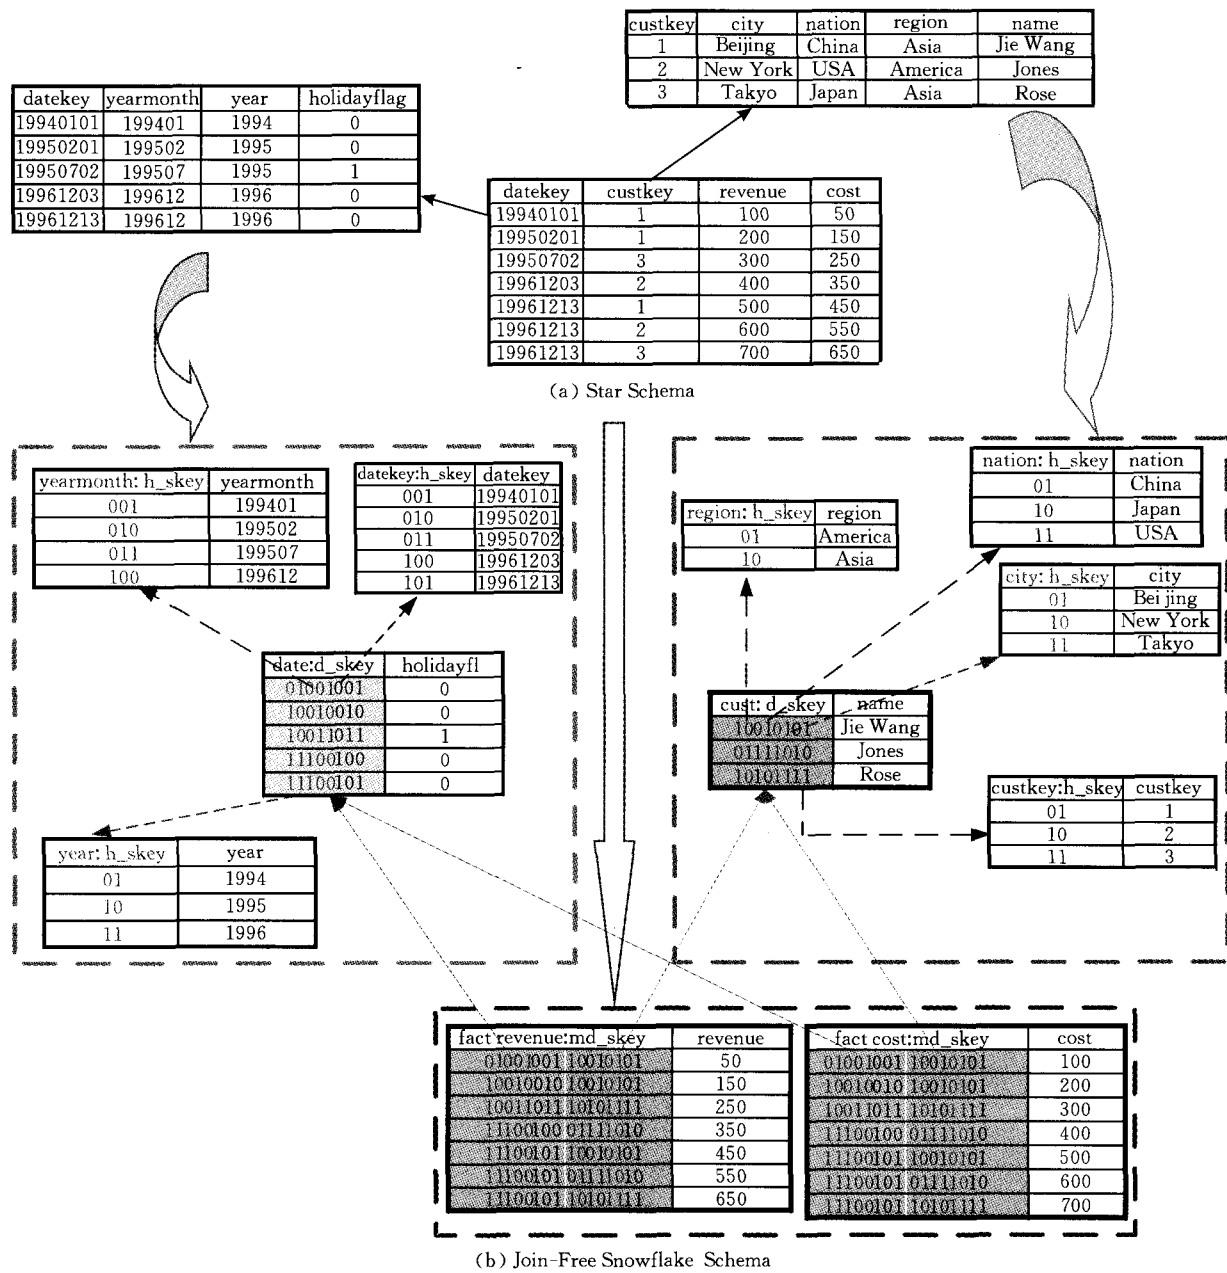 custkey city nation region name
1 Beijing China Asia Jie Wang
2 New York USA America Jones
3 Takyo Japan Asia Rose
datekey yearmonth year holidayflag
19940101 199401 1994 0
19950201 199502 1995 0
19950702 199507 1995 1
19961203 199612 1996 0
19961213 199612 1996 0
datekey custkey revenue cost
19940101 1 100 50
19950201 1 200 150
19950702 3 300 250
19961203 2 400 350
19961213 1 500 450
19961213 2 600 550
19961213 3 700 650
(a) Star Schema
yearmonth: h_skey yearmonth
001 199401
010 199502
011 199507
100 199612
datekey:h_skey datekey
001 19940101
010 19950201
011 19950702
100 19961203
101 19961213
date:d_skey holidayfl
01001001 0
10010010 0
10011011 1
11100100 0
11100101 0
year: h_skey year
01 1994
10 1995
11 1996
nation: h_skey nation
01 China
10 Japan
11 USA
region: h_skey region
01 America
10 Asia
city: h_skey city
01 Beijing
10 New York
11 Takyo
cust: d_skey name
10010101 Jie Wang
01111010 Jones
10101111 Rose
custkey:h_skey custkey
01 1
10 2
11 3
fact revenue:md_skey revenue
01001001 10010101 50
10010010 10010101 150
10011011 10101111 250
11100100 01111010 350
11100101 10010101 450
11100101 01111010 550
11100101 10101111 650
fact cost:md_skey cost
01001001 10010101 100
10010010 10010101 200
10011011 10101111 300
11100100 01111010 400
11100101 10010101 500
11100101 01111010 600
11100101 10101111 700
(b) Join-Free Snowflake Schema